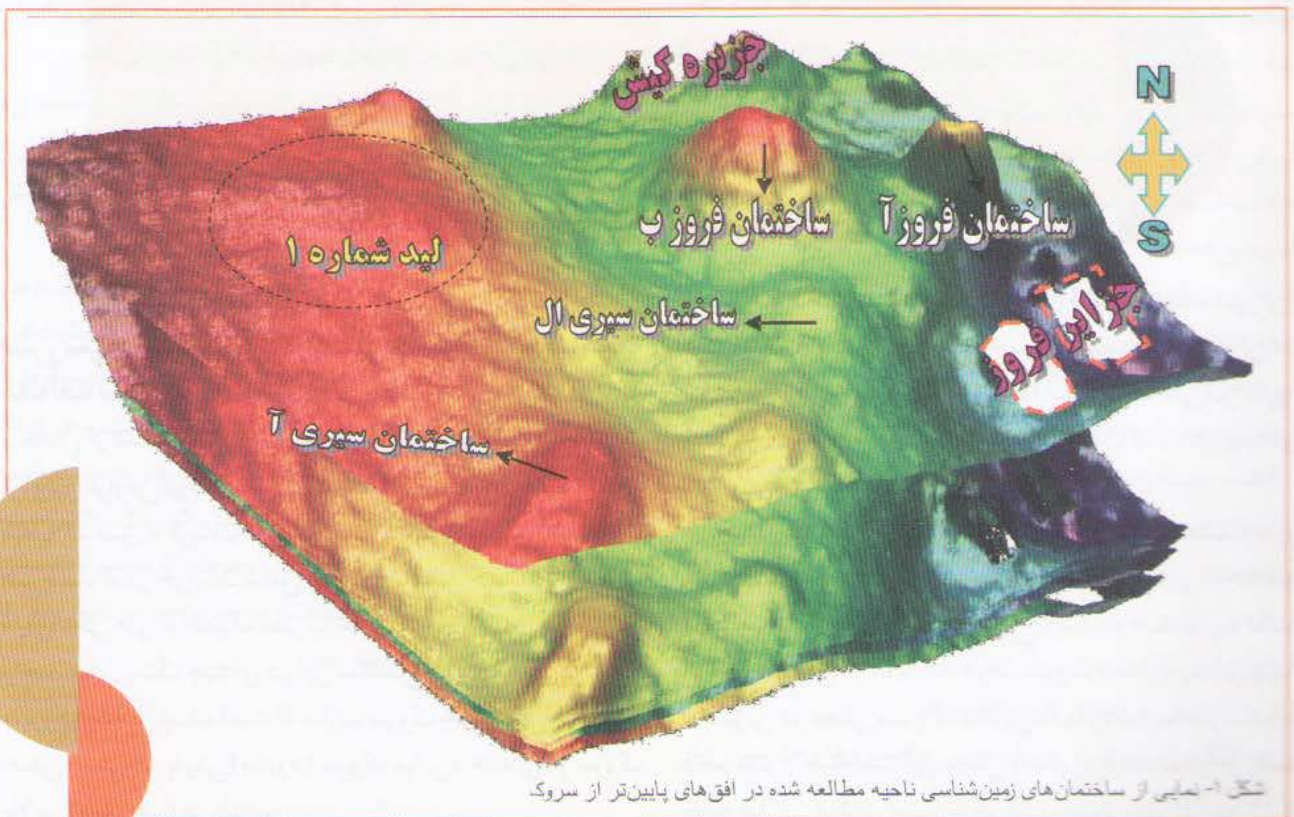 جزیره کیش
N
S
ساختمان فروز آ
ساختمان فروز ب
لید شماره ۱
جزایر فروز
ساختمان سیری ال
ساختمان سیری آ
شکل ۱- نمایی از ساختمان‌های زمین‌شناسی ناحیه مطالعه شده در افق‌های پایین‌تر از سروک